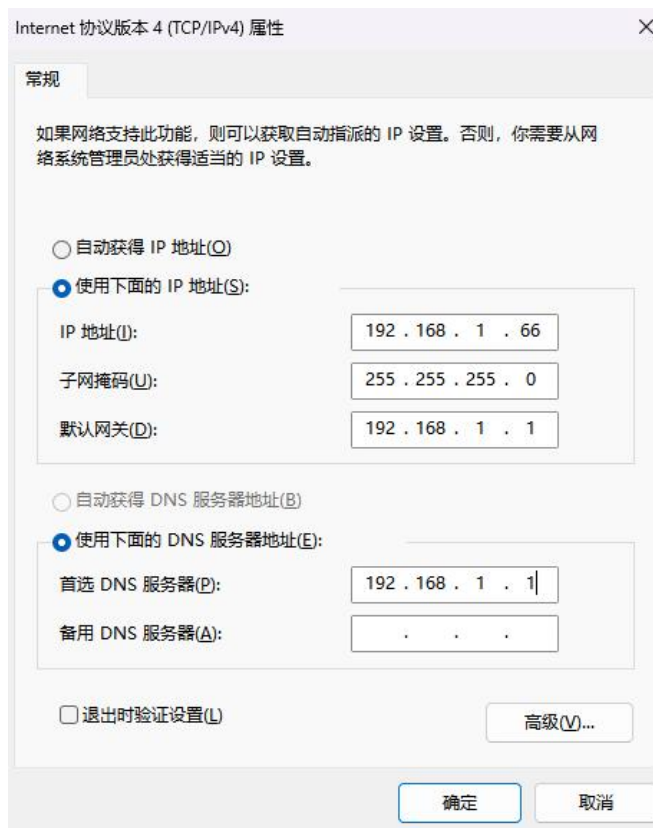 Internet 协议版本 4 (TCP/IPv4) 属性
常规
如果网络支持此功能，则可以获取自动指派的 IP 设置。否则，你需要从网
络系统管理员处获得适当的 IP 设置。
自动获得 IP 地址(O)
使用下面的 IP 地址(S):
IP 地址(I): 192 . 168 . 1 . 66
子网掩码(U): 255 . 255 . 255 . 0
默认网关(D): 192 . 168 . 1 . 1
自动获得 DNS 服务器地址(B)
使用下面的 DNS 服务器地址(E):
首选 DNS 服务器(P): 192 . 168 . 1 . 1
备用 DNS 服务器(A): . . .
退出时验证设置(L)
高级(V)...
确定 取消